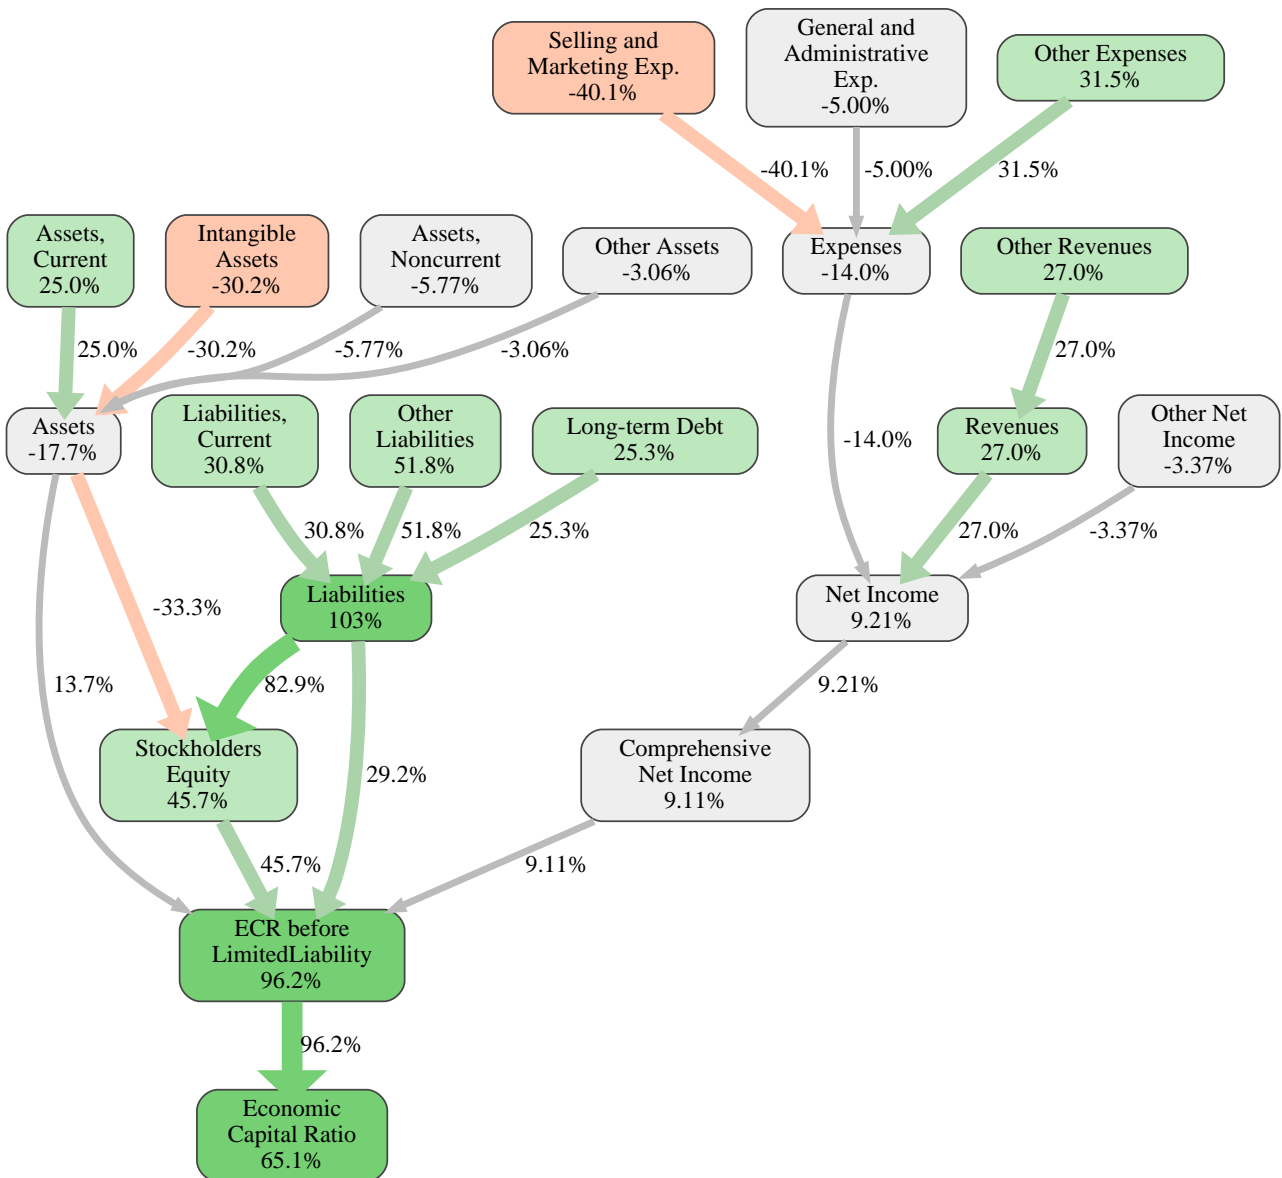 Selling and
Marketing Exp.
-40.1%
General and
Administrative
Exp.
-5.00%
Other Expenses
31.5%
-40.1%
-5.00%
31.5%
Assets,
Current
25.0%
Intangible
Assets
-30.2%
Assets,
Noncurrent
-5.77%
Other Assets
-3.06%
Expenses
-14.0%
Other Revenues
27.0%
25.0%
-30.2%
-5.77%
-3.06%
27.0%
Assets
-17.7%
Liabilities,
Current
30.8%
Other
Liabilities
51.8%
Long-term Debt
25.3%
-14.0%
Revenues
27.0%
Other Net
Income
-3.37%
30.8%
51.8%
25.3%
27.0%
-3.37%
-33.3%
Liabilities
103%
Net Income
9.21%
13.7%
82.9%
9.21%
Stockholders
Equity
45.7%
29.2%
Comprehensive
Net Income
9.11%
45.7%
9.11%
ECR before
LimitedLiability
96.2%
96.2%
Economic
Capital Ratio
65.1%